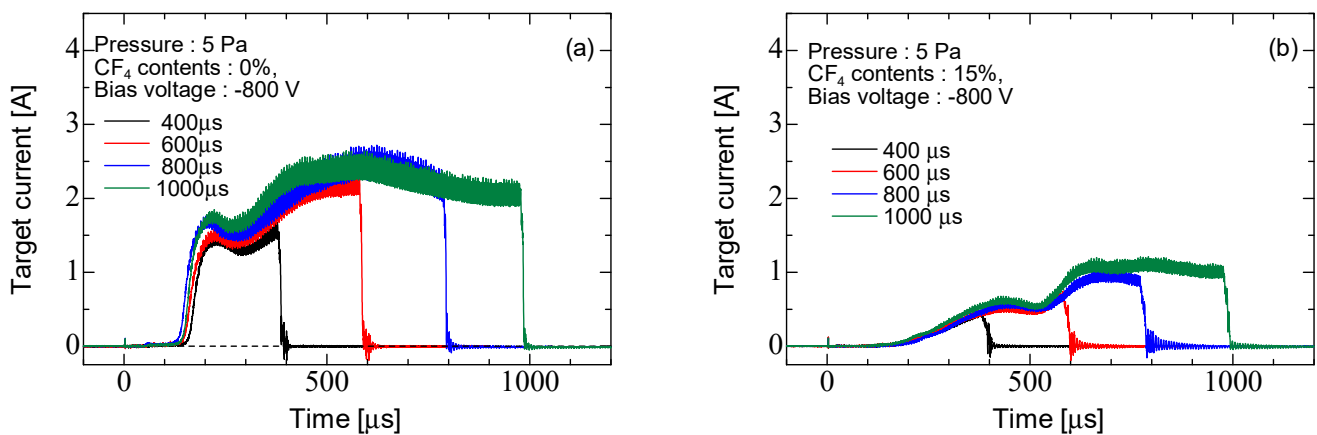 (a)
Pressure : 5 Pa
CF₄ contents : 0%,
Bias voltage : -800 V
400μs
600μs
800μs
1000μs
Target current [A]
4
3
2
1
0
0
500
1000
Time [μs]
(b)
Pressure : 5 Pa
CF₄ contents : 15%,
Bias voltage : -800 V
400 μs
600 μs
800 μs
1000 μs
Target current [A]
4
3
2
1
0
0
500
1000
Time [μs]